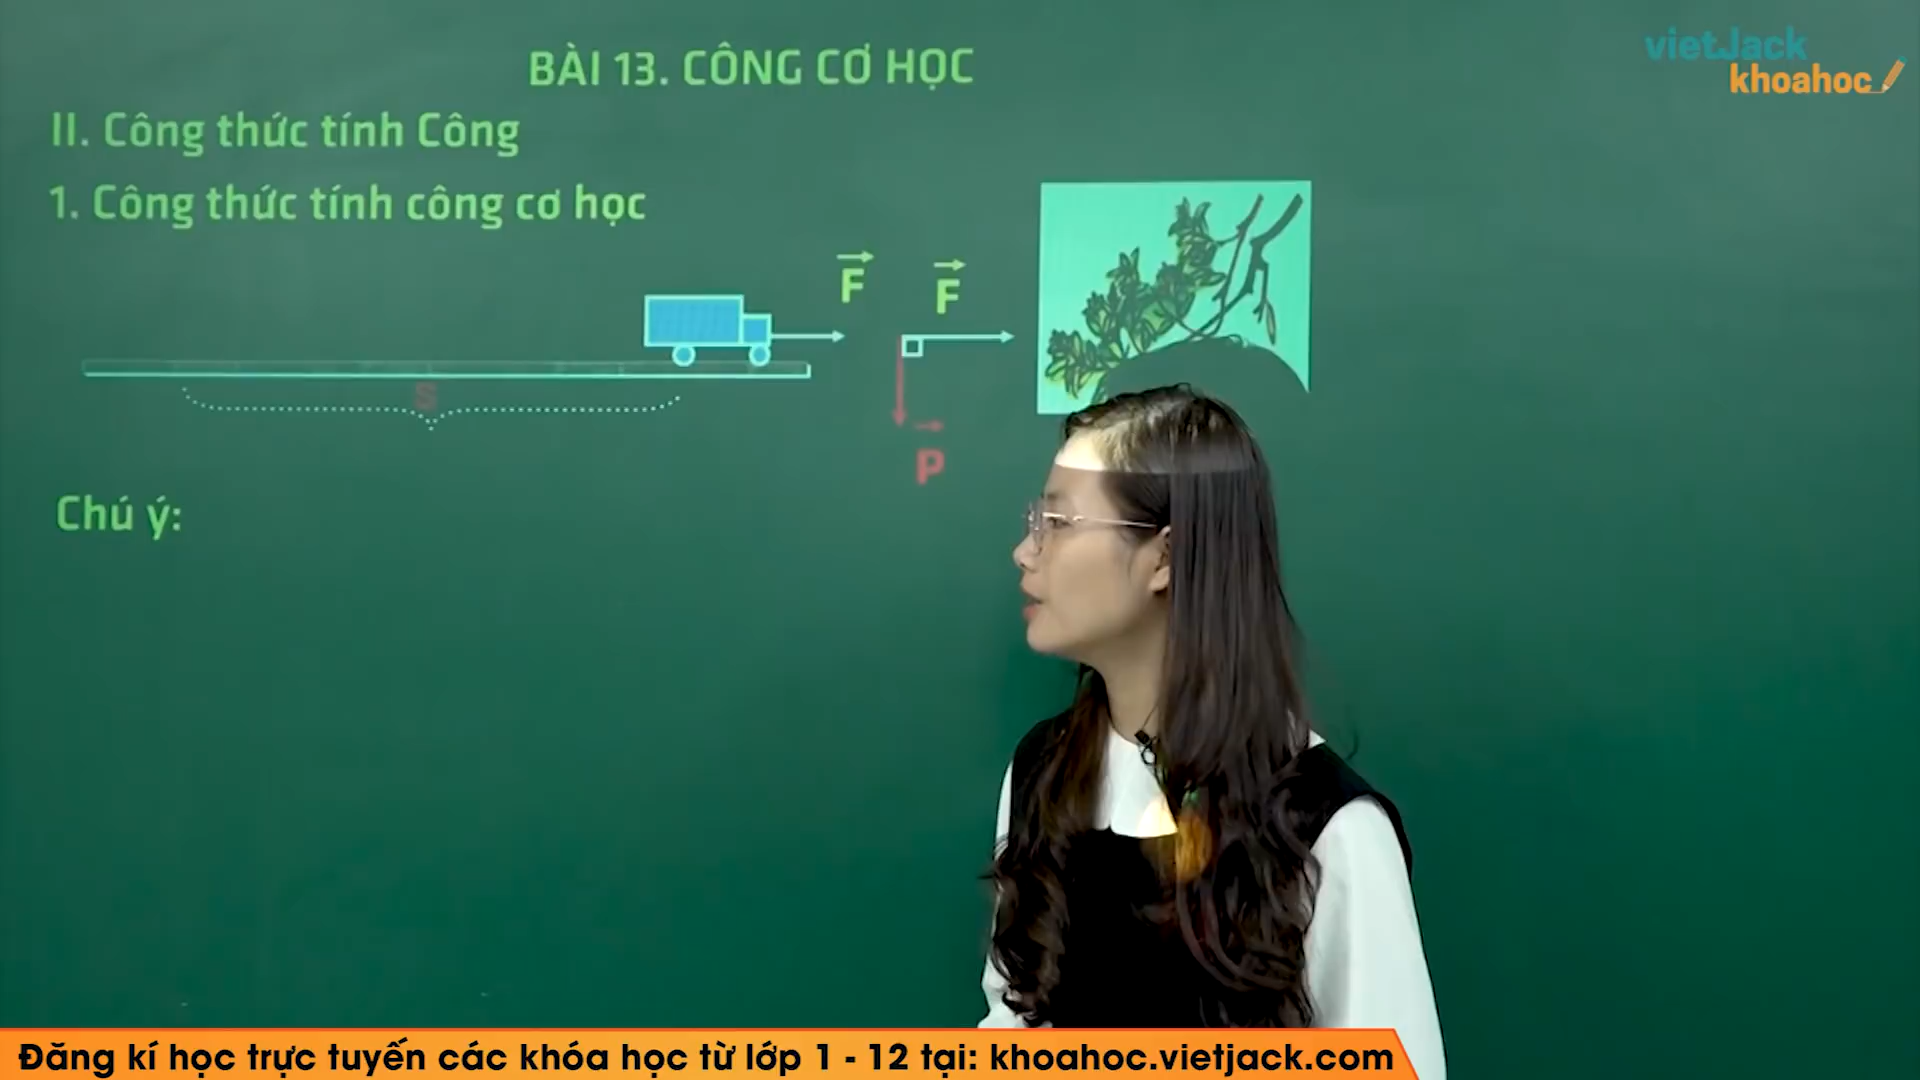 BÀI 13. CÔNG CƠ HỌC
vietJack
khoahoc
II. Công thức tính Công
1. Công thức tính công cơ học
F
F
S
P
Chú ý:
Đăng kí học trực tuyến các khóa học từ lớp 1 - 12 tại: khoahoc.vietjack.com